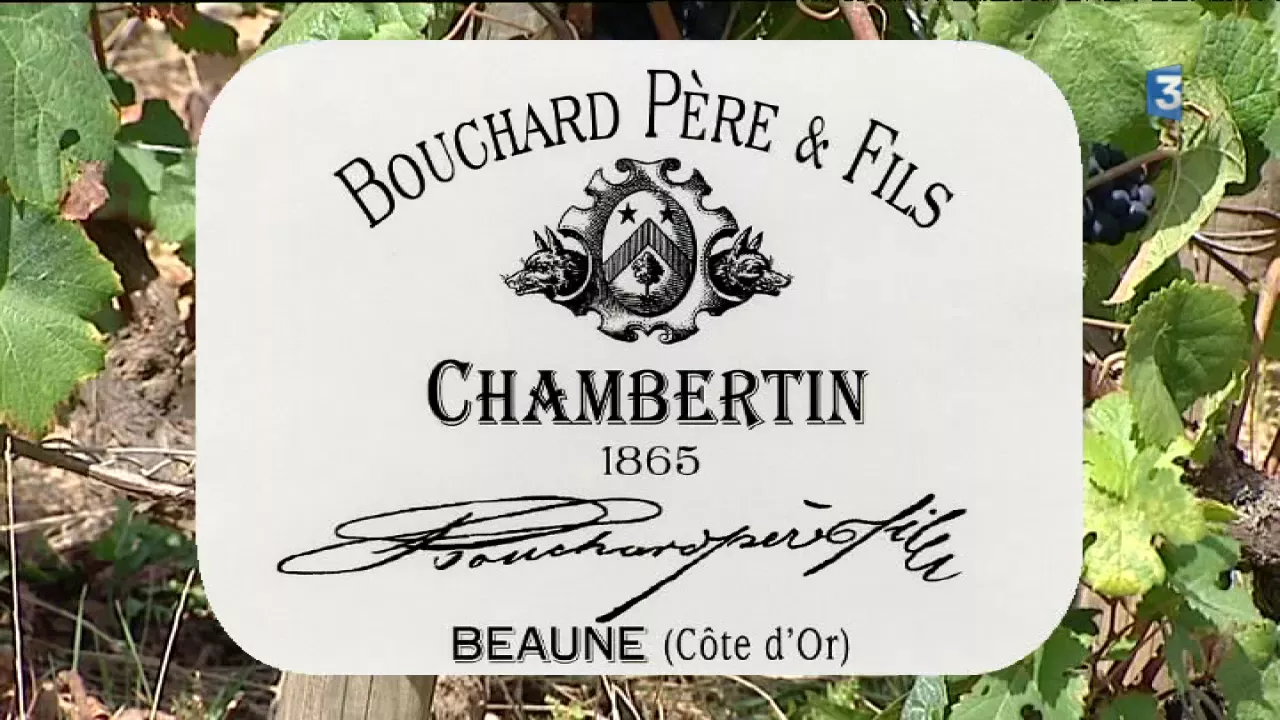 BOUCHARD PÈRE & FILS
3
CHAMBERTIN
1865
Bouchard père & fils
BEAUNE (Côte d'Or)